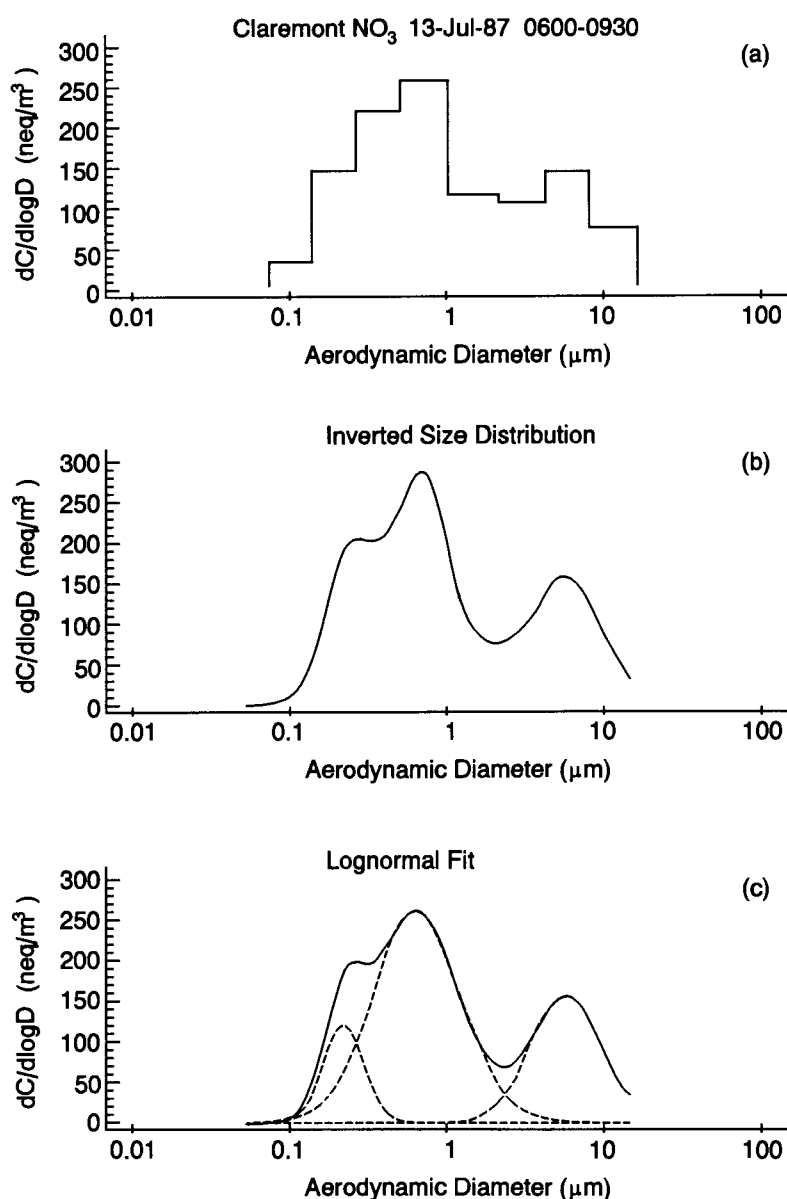 Claremont NO3 13-Jul-87 0600-0930
(a)
dC/dlogD (neq/m³)
300
250
200
150
100
50
0
0.01 0.1 1 10 100
Aerodynamic Diameter (μm)
Inverted Size Distribution
(b)
dC/dlogD (neq/m³)
300
250
200
150
100
50
0
0.01 0.1 1 10 100
Aerodynamic Diameter (μm)
Lognormal Fit
(c)
dC/dlogD (neq/m³)
300
250
200
150
100
50
0
0.01 0.1 1 10 100
Aerodynamic Diameter (μm)